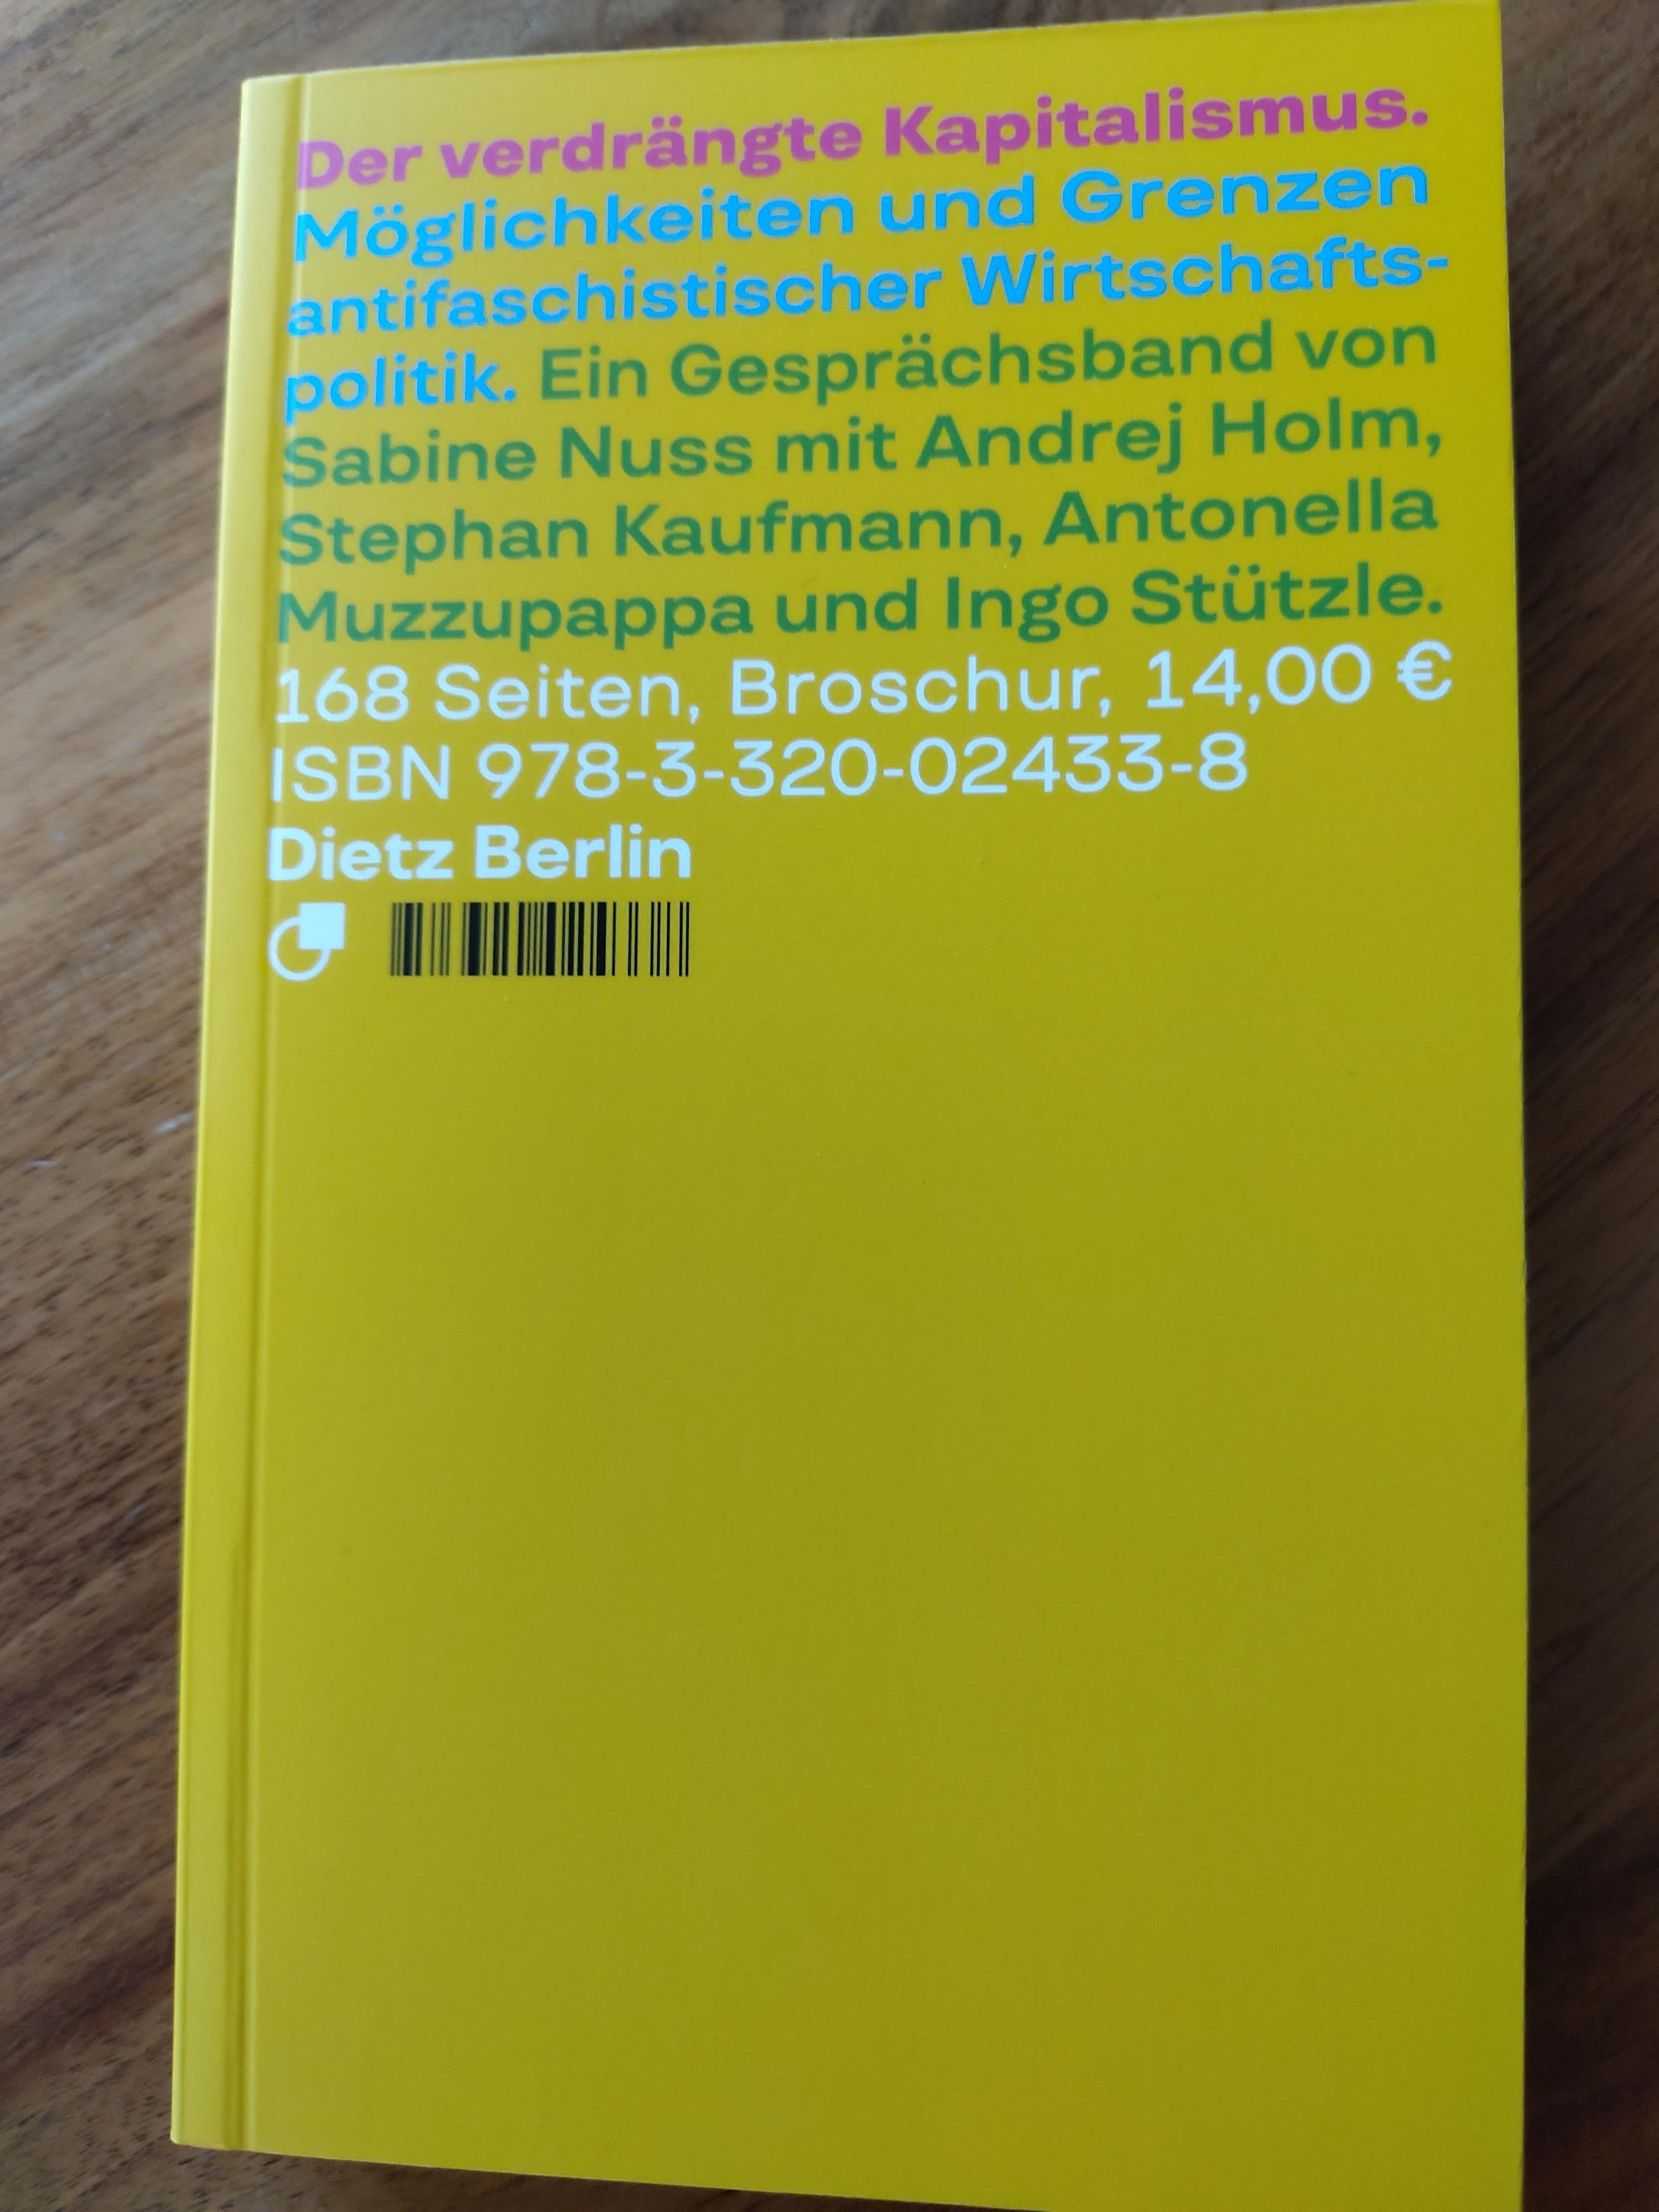 Der verdrängte Kapitalismus.
Möglichkeiten und Grenzen
antifaschistischer Wirtschafts-
politik. Ein Gesprächsband von
Sabine Nuss mit Andrej Holm,
Stephan Kaufmann, Antonella
Muzzupappa und Ingo Stützle.
168 Seiten, Broschur, 14,00 €
ISBN 978-3-320-02433-8
Dietz Berlin